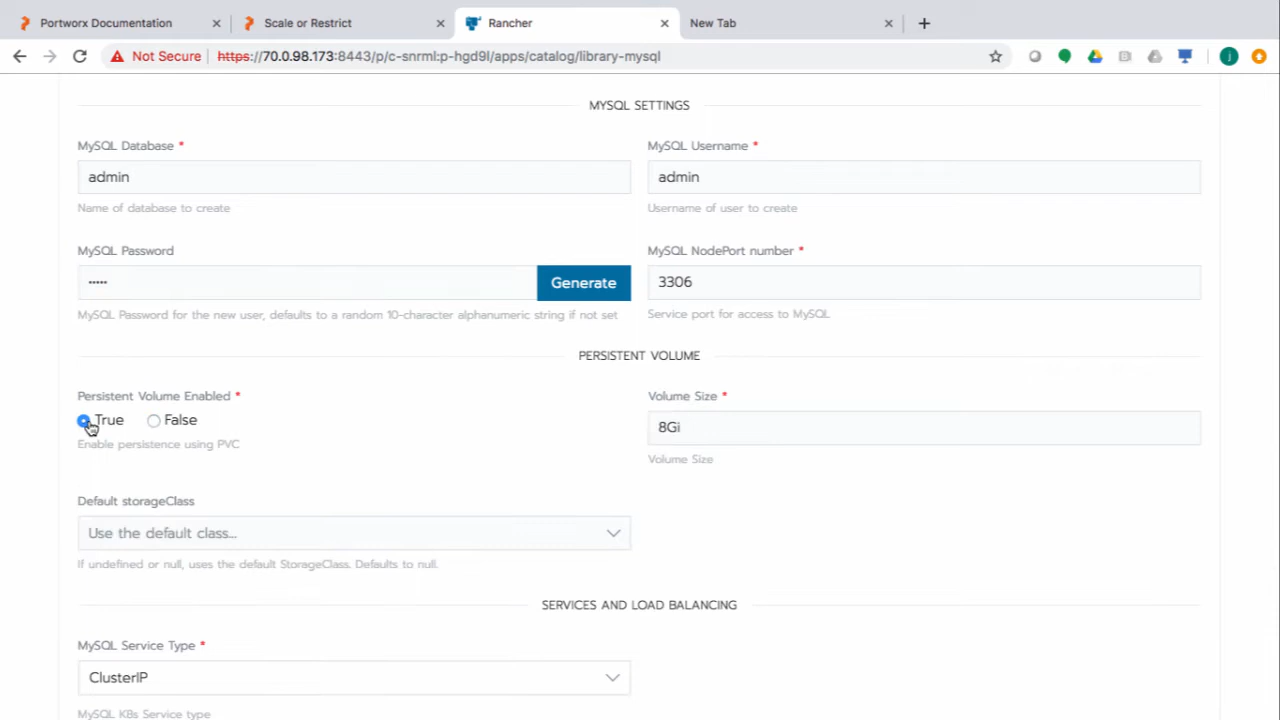 Portworx Documentation
Scale or Restrict
Rancher
New Tab
Not Secure
https://70.0.98.173:8443/p/c-snrml:p-hgd9l/apps/catalog/library-mysql
j
MYSQL SETTINGS
MySQL Database *
MySQL Username *
admin
admin
Name of database to create
Username of user to create
MySQL Password
MySQL NodePort number *
•••••
Generate
3306
MySQL Password for the new user, defaults to a random 10-character alphanumeric string if not set
Service port for access to MySQL
PERSISTENT VOLUME
Persistent Volume Enabled *
Volume Size *
True
False
8Gi
Enable persistence using PVC
Volume Size
Default storageClass
Use the default class...
If undefined or null, uses the default StorageClass. Defaults to null.
SERVICES AND LOAD BALANCING
MySQL Service Type *
ClusterIP
MySQL K8s Service type